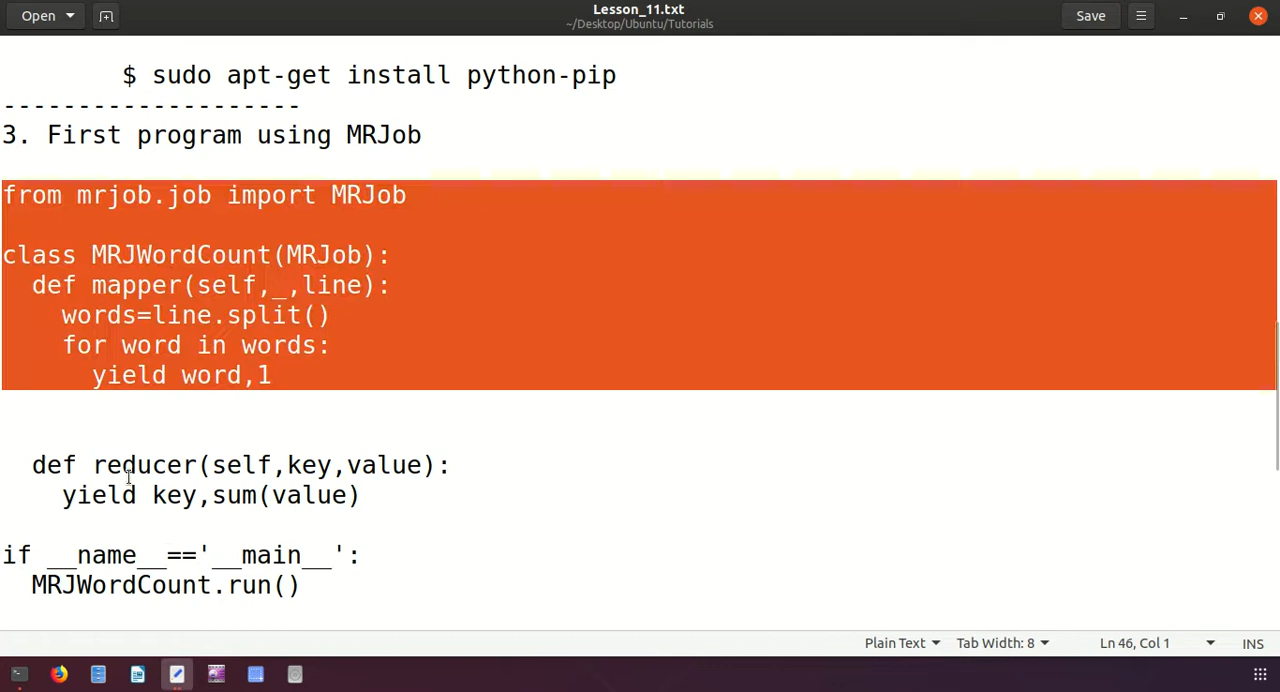 Open
Lesson_11.txt
~/Desktop/Ubuntu/Tutorials
Save
$ sudo apt-get install python-pip
--------------------
3. First program using MRJob
from mrjob.job import MRJob
class MRJWordCount(MRJob):
  def mapper(self,_,line):
    words=line.split()
    for word in words:
      yield word,1
  def reducer(self,key,value):
    yield key,sum(value)
if __name__=='__main__':
  MRJWordCount.run()
Plain Text Tab Width: 8 Ln 46, Col 1 INS